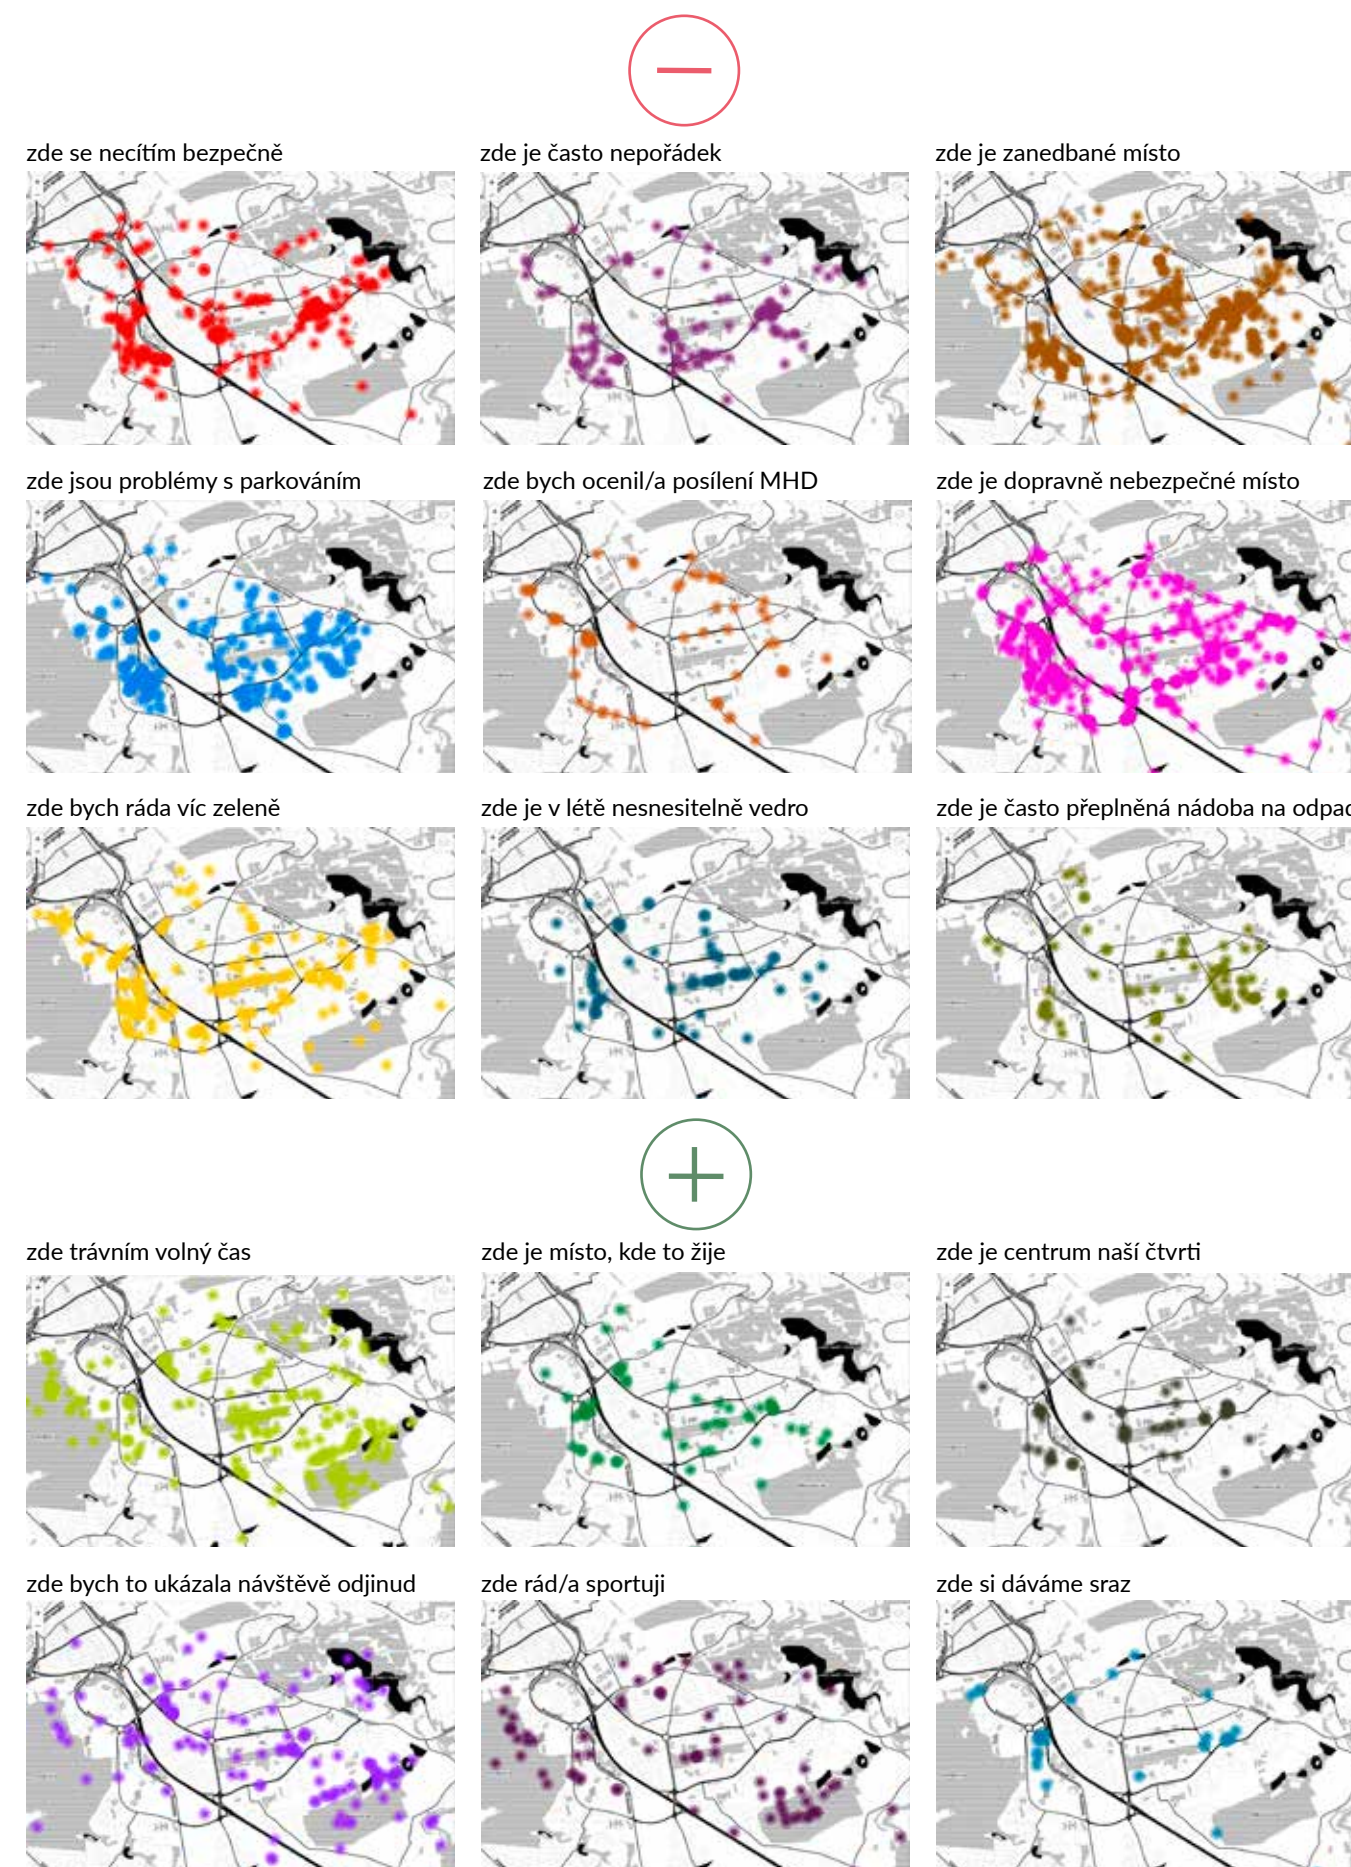 zde se necítím bezpečně
zde je často nepořádek
zde je zanedbané místo
zde jsou problémy s parkováním
zde bych ocenil/a posílení MHD
zde je dopravně nebezpečné místo
zde bych ráda víc zeleně
zde je v létě nesnesitelně vedro
zde je často přeplněná nádoba na odpad
zde trávním volný čas
zde je místo, kde to žije
zde je centrum naší čtvrti
zde bych to ukázala návštěvě odjinud
zde rád/a sportuji
zde si dáváme sraz